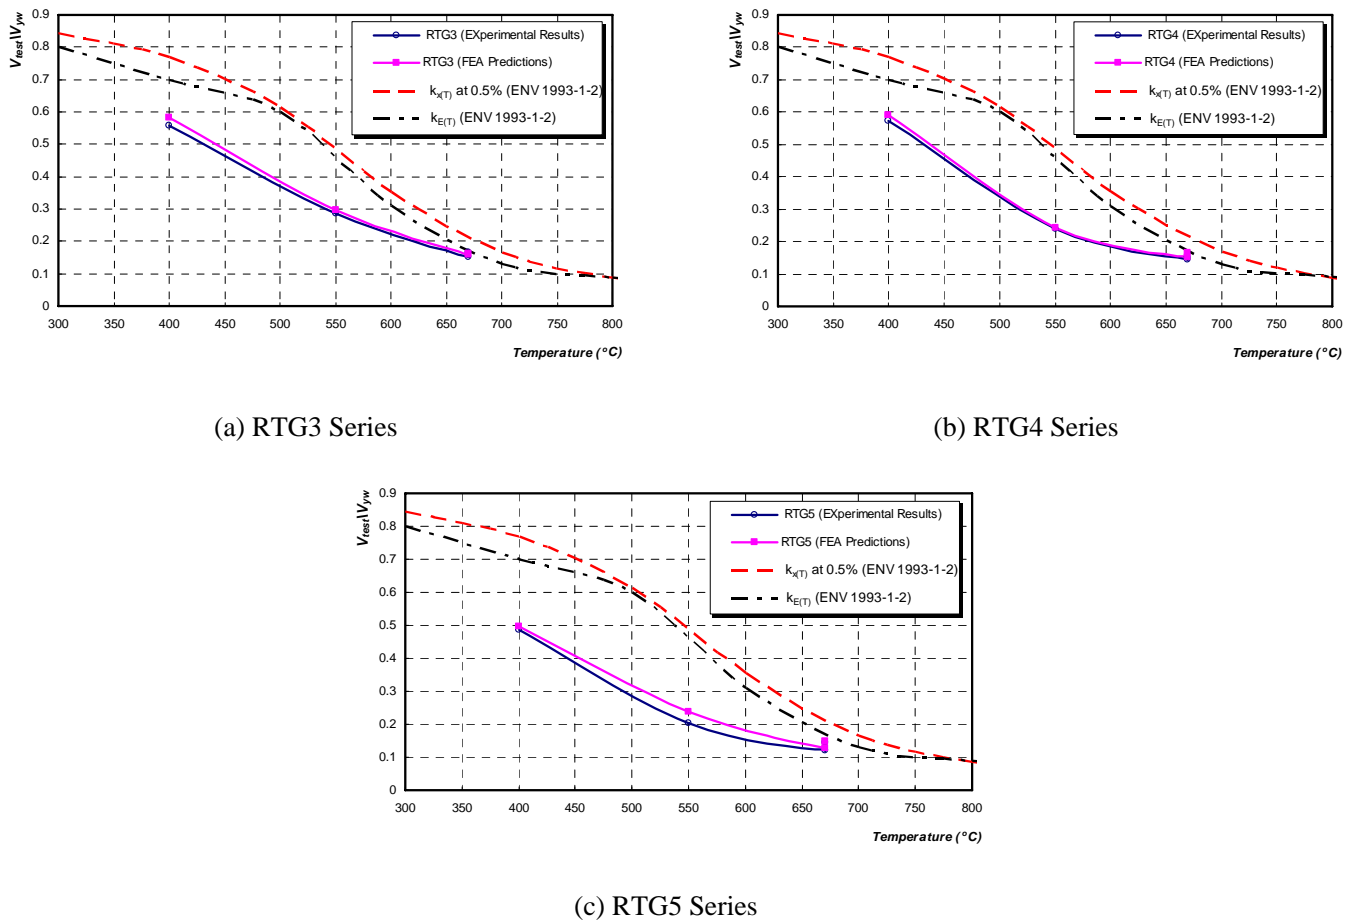 0.9
0.8
0.7
0.6
0.5
0.4
0.3
0.2
0.1
0
V_test\V_yw
RTG3 (EXperimental Results)
RTG3 (FEA Predictions)
k_x(T) at 0.5% (ENV 1993-1-2)
k_E(T) (ENV 1993-1-2)
300 350 400 450 500 550 600 650 700 750 800
Temperature (°C)
(a) RTG3 Series
0.9
0.8
0.7
0.6
0.5
0.4
0.3
0.2
0.1
0
V_test\V_yw
RTG4 (EXperimental Results)
RTG4 (FEA Predictions)
k_x(T) at 0.5% (ENV 1993-1-2)
k_E(T) (ENV 1993-1-2)
300 350 400 450 500 550 600 650 700 750 800
Temperature (°C)
(b) RTG4 Series
0.9
0.8
0.7
0.6
0.5
0.4
0.3
0.2
0.1
0
V_test\V_yw
RTG5 (EXperimental Results)
RTG5 (FEA Predictions)
k_x(T) at 0.5% (ENV 1993-1-2)
k_E(T) (ENV 1993-1-2)
300 350 400 450 500 550 600 650 700 750 800
Temperature (°C)
(c) RTG5 Series